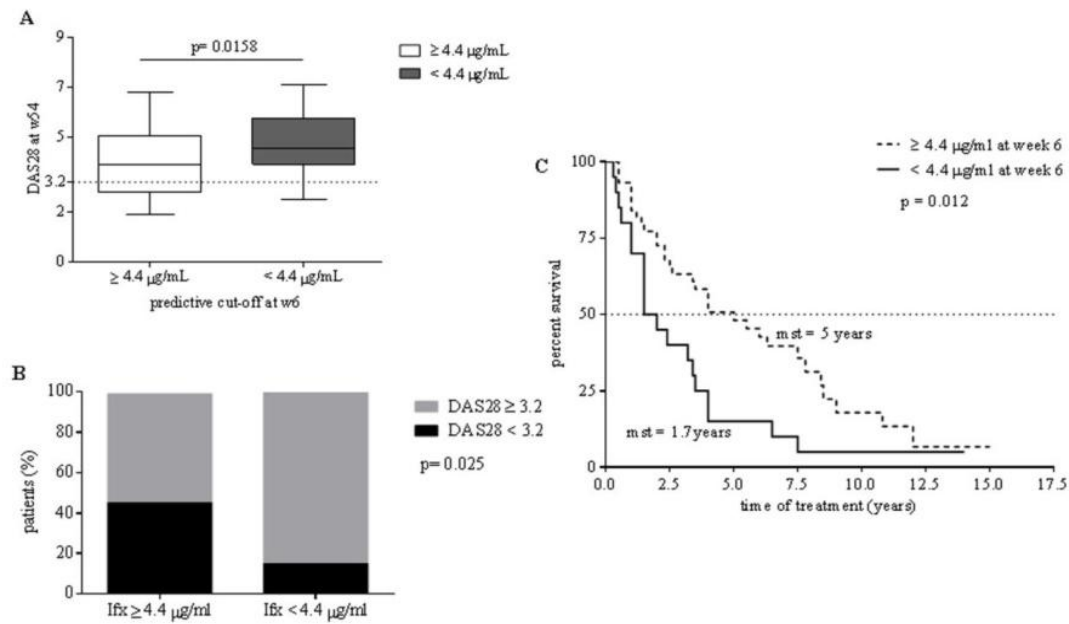 A
9
7
5
3.2
2
0
DAS28 at w54
p= 0.0158
≥ 4.4 µg/mL
< 4.4 µg/mL
≥ 4.4 µg/mL
< 4.4 µg/mL
predictive cut-off at w6
B
100
80
60
40
20
0
patients (%)
DAS28 ≥ 3.2
DAS28 < 3.2
p= 0.025
Ifx ≥ 4.4 µg/ml
Ifx < 4.4 µg/ml
C
≥ 4.4 µg/ml at week 6
< 4.4 µg/ml at week 6
p = 0.012
100
75
50
25
0
percent survival
mst = 5 years
mst = 1.7 years
0.0
2.5
5.0
7.5
10.0
12.5
15.0
17.5
time of treatment (years)